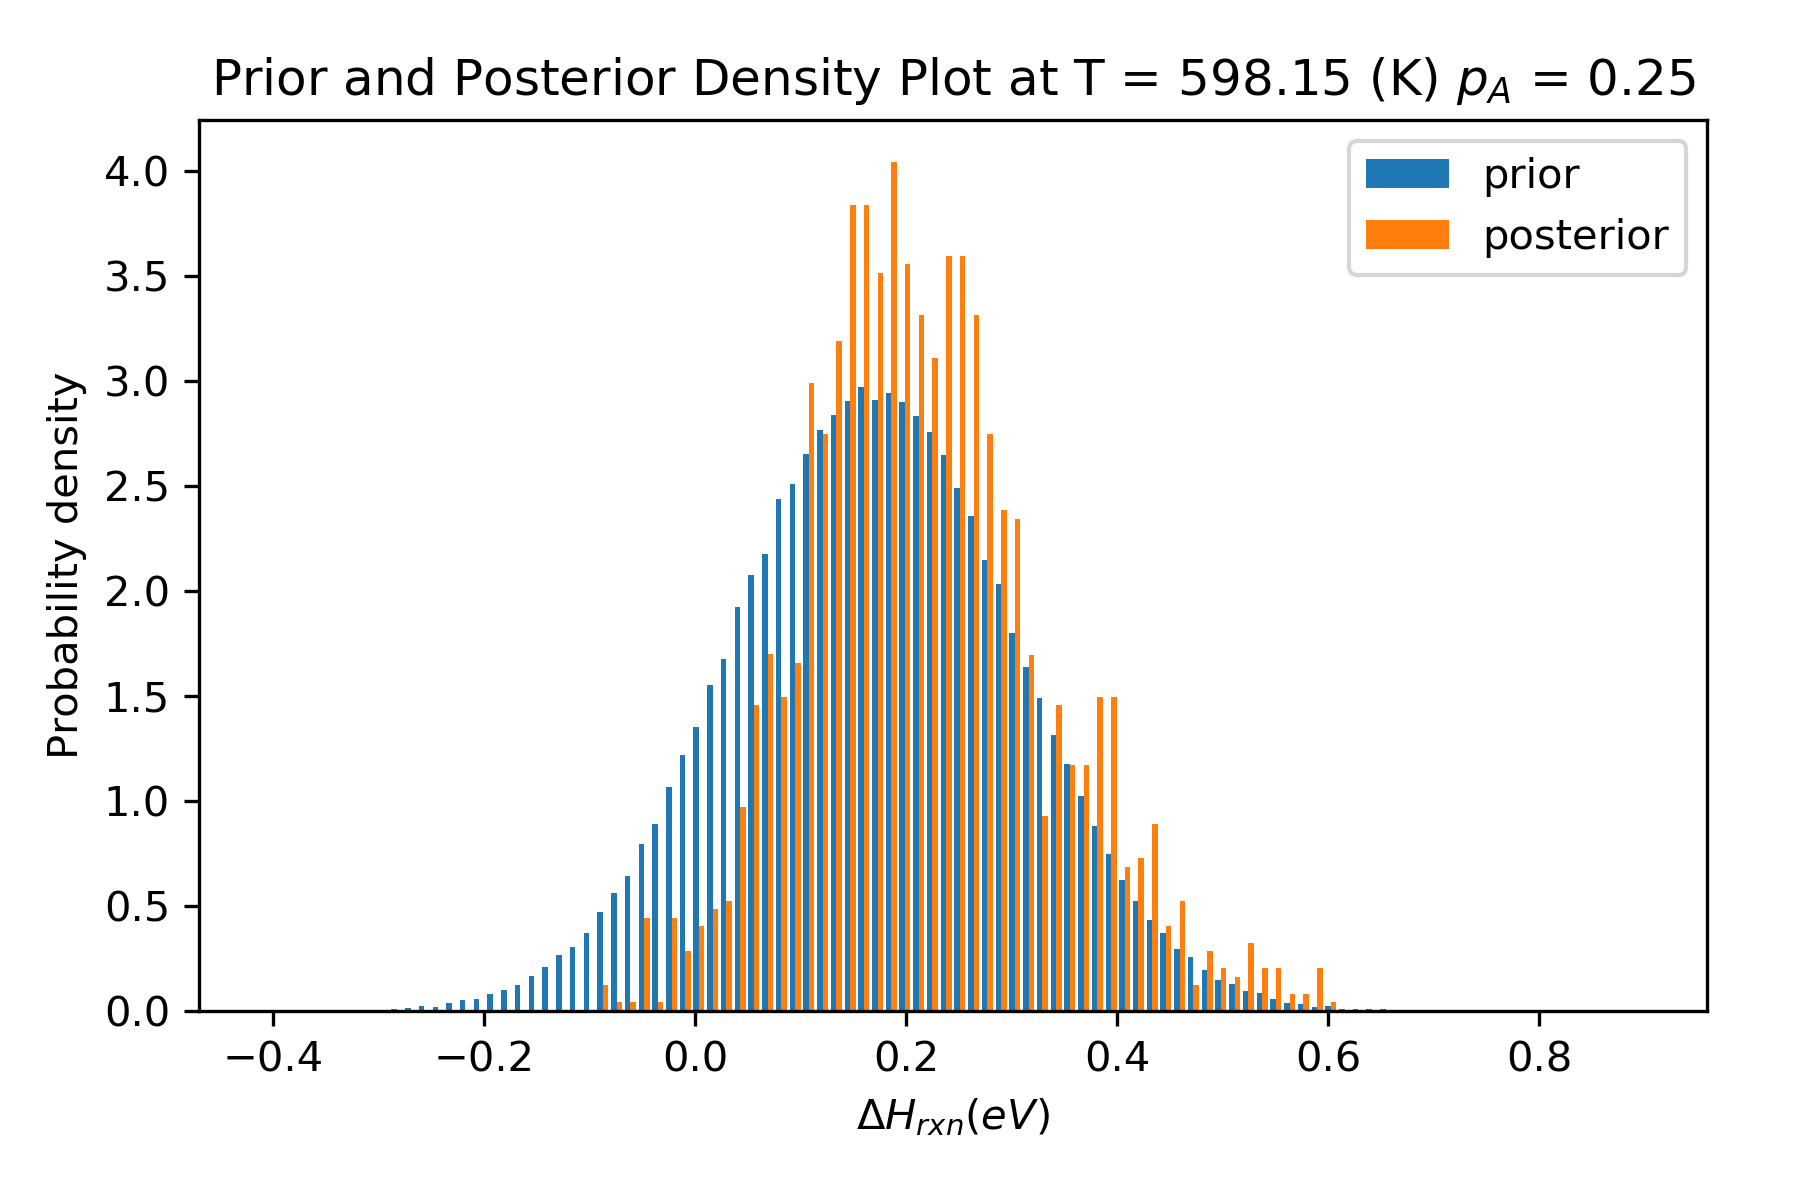 Prior and Posterior Density Plot at T = 598.15 (K) p_A = 0.25
prior
posterior
Probability density
4.0
3.5
3.0
2.5
2.0
1.5
1.0
0.5
0.0
−0.4 −0.2 0.0 0.2 0.4 0.6 0.8
ΔH_rxn(eV)